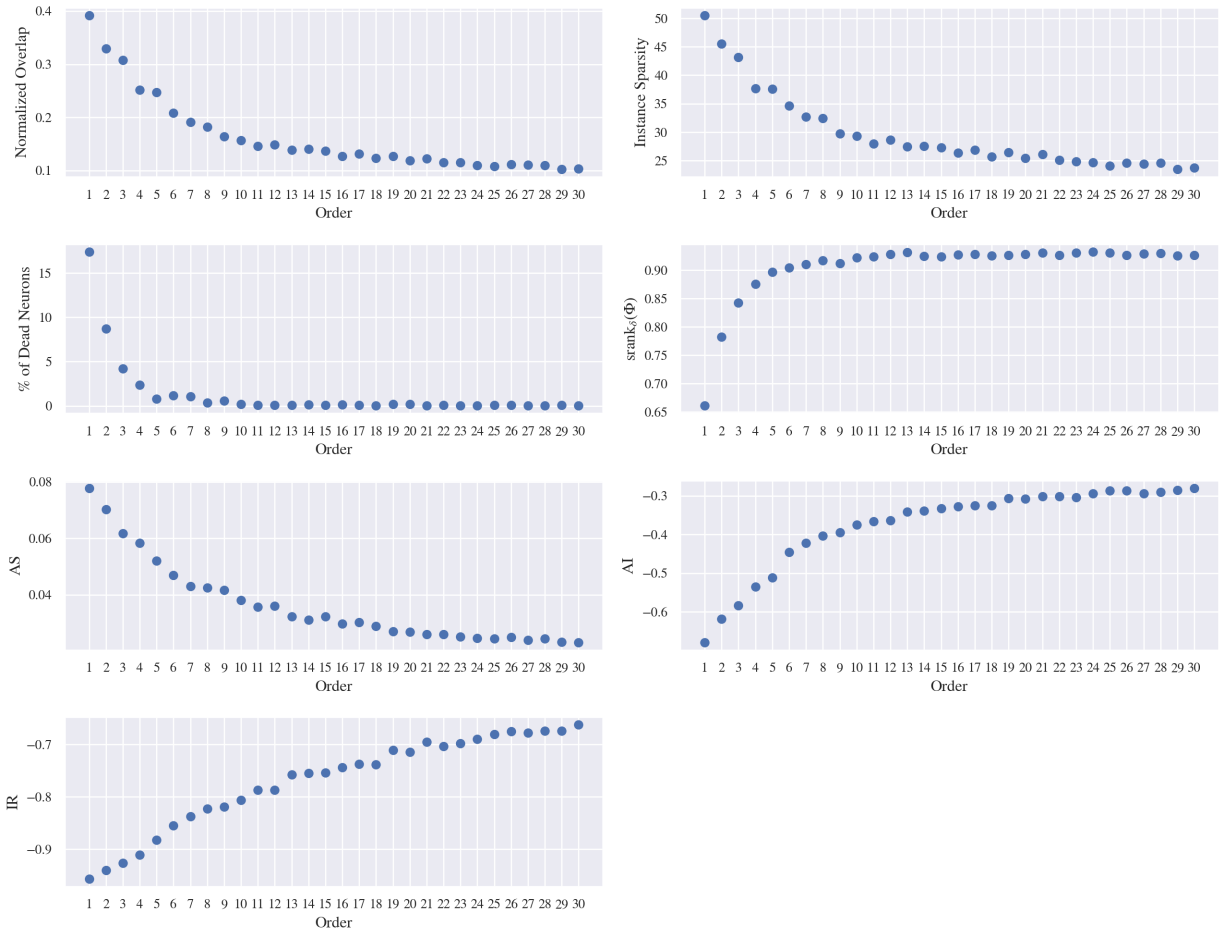 Normalized Overlap
0.4
0.3
0.2
0.1
1 2 3 4 5 6 7 8 9 10 11 12 13 14 15 16 17 18 19 20 21 22 23 24 25 26 27 28 29 30
Order
Instance Sparsity
50
45
40
35
30
25
1 2 3 4 5 6 7 8 9 10 11 12 13 14 15 16 17 18 19 20 21 22 23 24 25 26 27 28 29 30
Order
% of Dead Neurons
15
10
5
0
1 2 3 4 5 6 7 8 9 10 11 12 13 14 15 16 17 18 19 20 21 22 23 24 25 26 27 28 29 30
Order
srankδ(Φ)
0.90
0.85
0.80
0.75
0.70
0.65
1 2 3 4 5 6 7 8 9 10 11 12 13 14 15 16 17 18 19 20 21 22 23 24 25 26 27 28 29 30
Order
AS
0.08
0.06
0.04
1 2 3 4 5 6 7 8 9 10 11 12 13 14 15 16 17 18 19 20 21 22 23 24 25 26 27 28 29 30
Order
AI
−0.3
−0.4
−0.5
−0.6
1 2 3 4 5 6 7 8 9 10 11 12 13 14 15 16 17 18 19 20 21 22 23 24 25 26 27 28 29 30
Order
IR
−0.7
−0.8
−0.9
1 2 3 4 5 6 7 8 9 10 11 12 13 14 15 16 17 18 19 20 21 22 23 24 25 26 27 28 29 30
Order